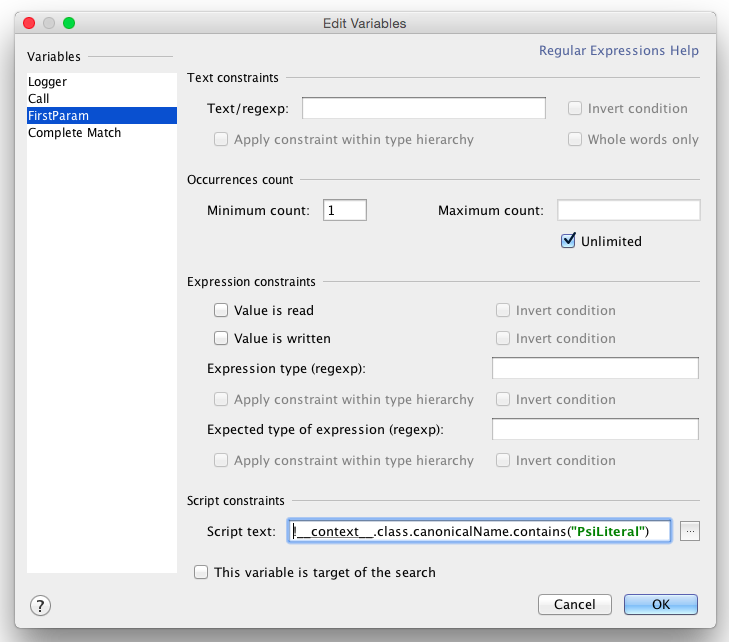 Edit Variables
Variables
Regular Expressions Help
Logger
Call
FirstParam
Complete Match
Text constraints
Text/regexp:
Invert condition
Apply constraint within type hierarchy
Whole words only
Occurrences count
Minimum count: 1
Maximum count:
Unlimited
Expression constraints
Value is read
Invert condition
Value is written
Invert condition
Expression type (regexp):
Apply constraint within type hierarchy
Invert condition
Expected type of expression (regexp):
Apply constraint within type hierarchy
Invert condition
Script constraints
Script text: !__context__.class.canonicalName.contains("PsiLiteral") ...
This variable is target of the search
? Cancel OK